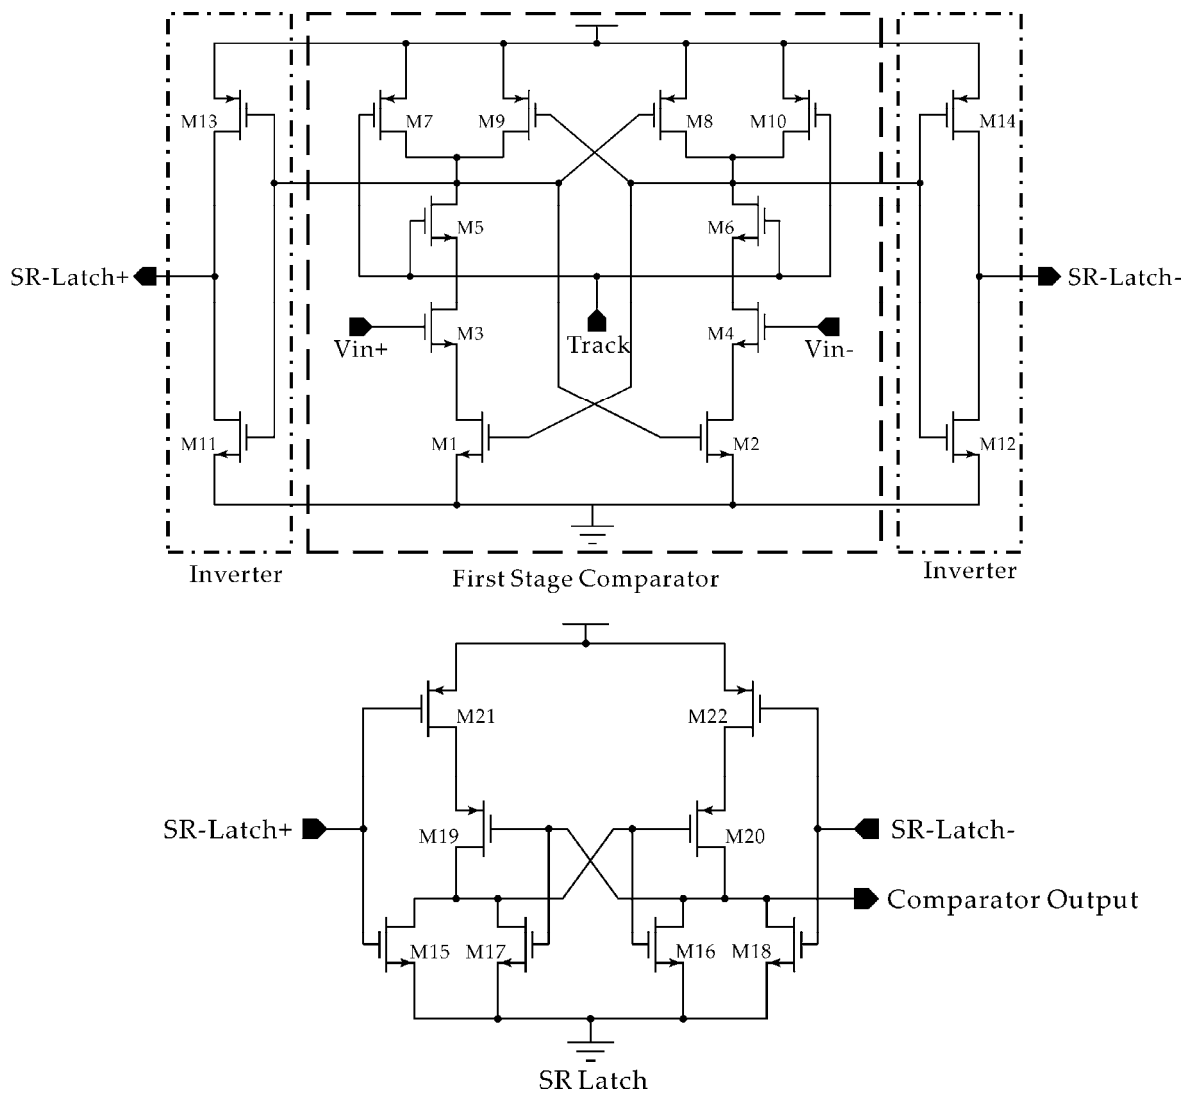 M13
M7
M9
M8
M10
M14
M5
M6
SR-Latch+
SR-Latch-
Vin+
M3
Track
M4
Vin-
M11
M1
M2
M12
Inverter
First Stage Comparator
Inverter
M21
M22
SR-Latch+
M19
M20
SR-Latch-
Comparator Output
M15
M17
M16
M18
SR Latch